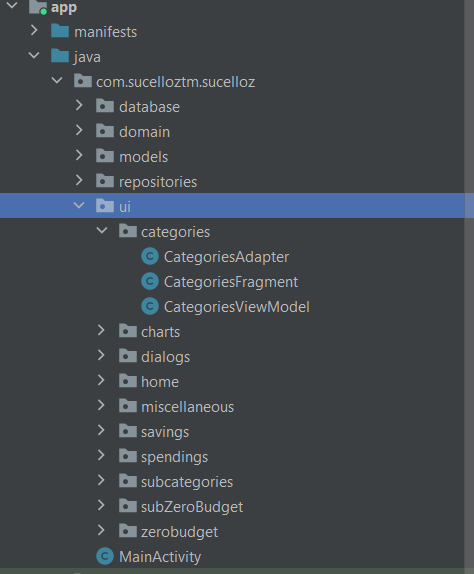 app
manifests
java
com.sucelloztm.sucelloz
database
domain
models
repositories
ui
categories
CategoriesAdapter
CategoriesFragment
CategoriesViewModel
charts
dialogs
home
miscellaneous
savings
spendings
subcategories
subZeroBudget
zerobudget
MainActivity